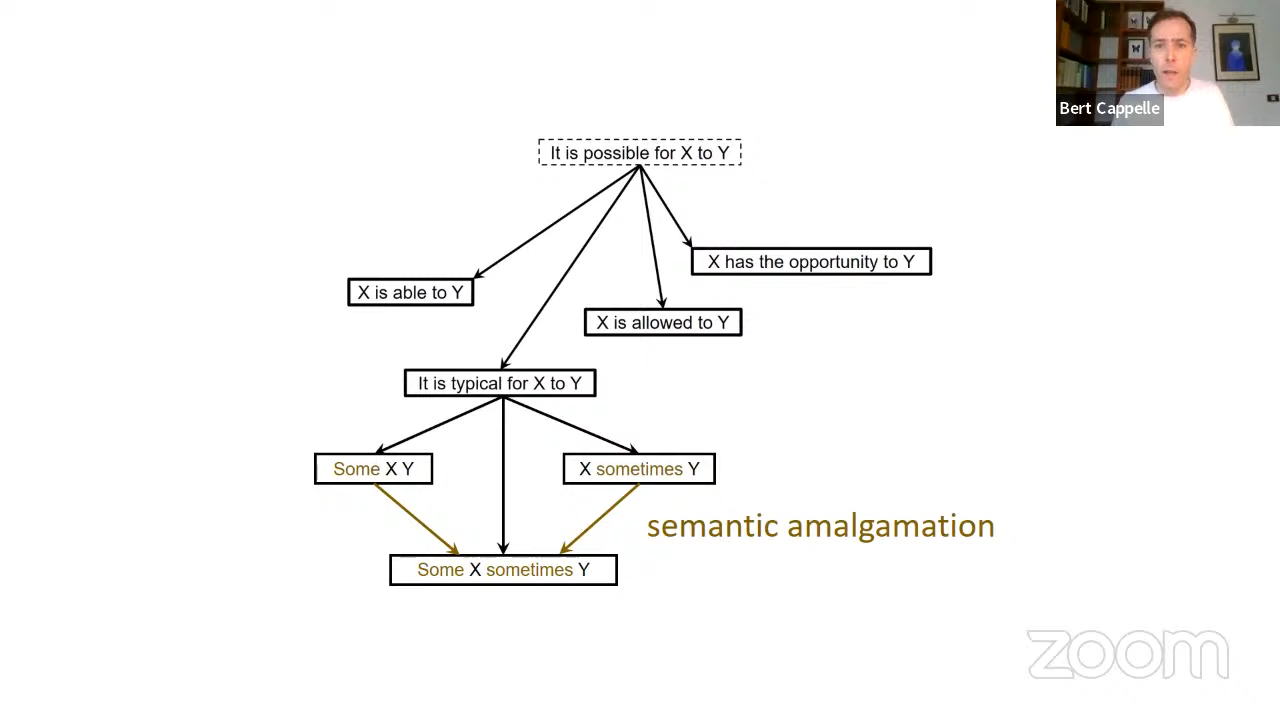 Bert Cappelle
It is possible for X to Y
X has the opportunity to Y
X is able to Y
X is allowed to Y
It is typical for X to Y
Some X Y
X sometimes Y
semantic amalgamation
Some X sometimes Y
zoom